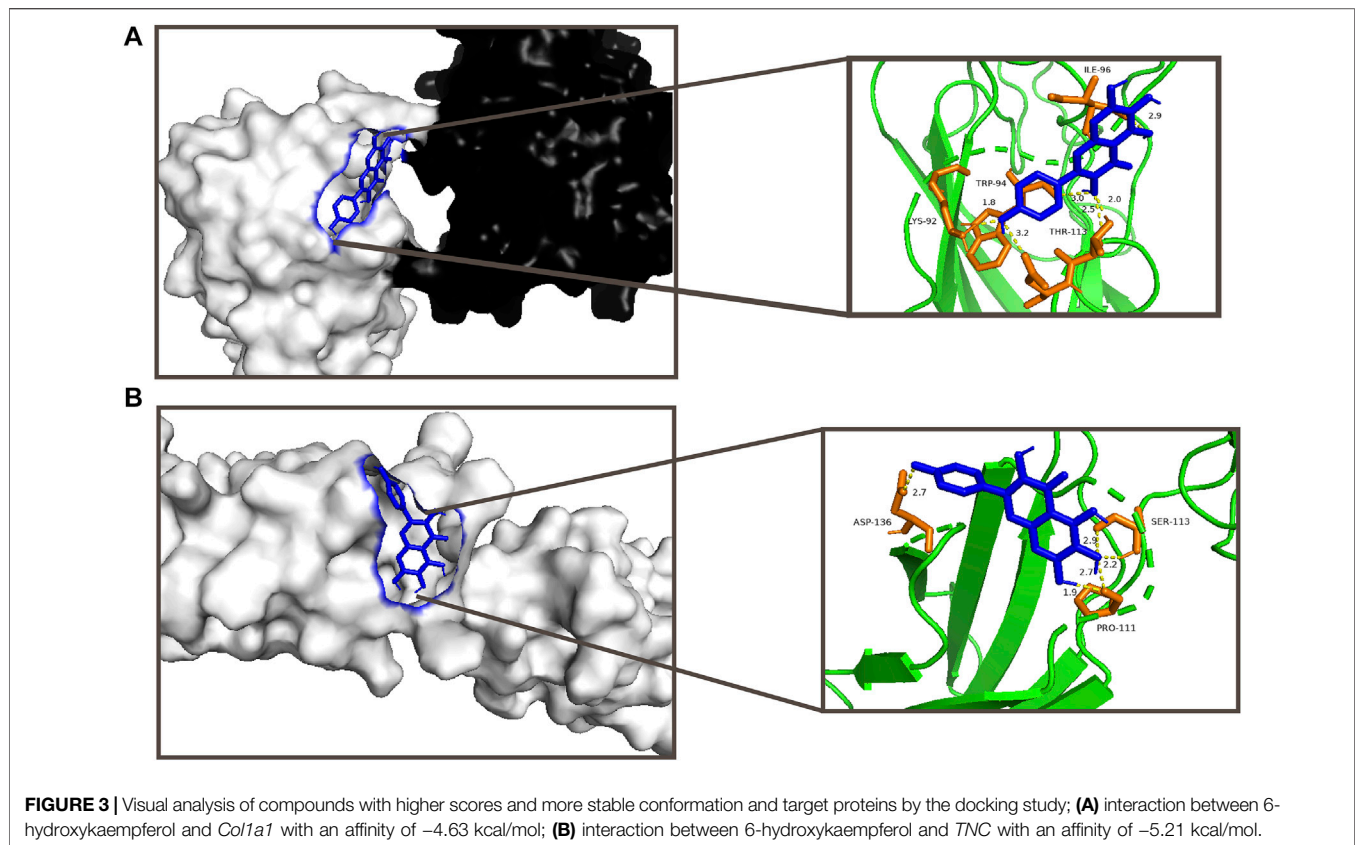 A
ILE-96
2.9
TRP-94
1.8
3.0
2.0
2.5
LYS-92
3.2
THR-113
B
2.7
ASP-136
SER-113
2.9
2.2
2.7
1.9
PRO-111
FIGURE 3 | Visual analysis of compounds with higher scores and more stable conformation and target proteins by the docking study; (A) interaction between 6-
hydroxykaempferol and Col1a1 with an affinity of −4.63 kcal/mol; (B) interaction between 6-hydroxykaempferol and TNC with an affinity of −5.21 kcal/mol.